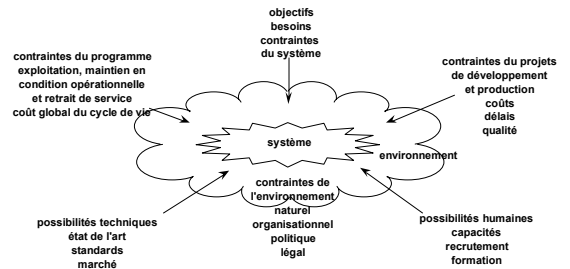 objectifs
besoins
contraintes
du système
contraintes du programme
exploitation, maintien en
condition opérationnelle
et retrait de service
coût global du cycle de vie
contraintes du projets
de développement
et production
coûts
délais
qualité
système
environnement
contraintes de
l'environnement
naturel
organisationnel
politique
légal
possibilités techniques
état de l'art
standards
marché
possibilités humaines
capacités
recrutement
formation